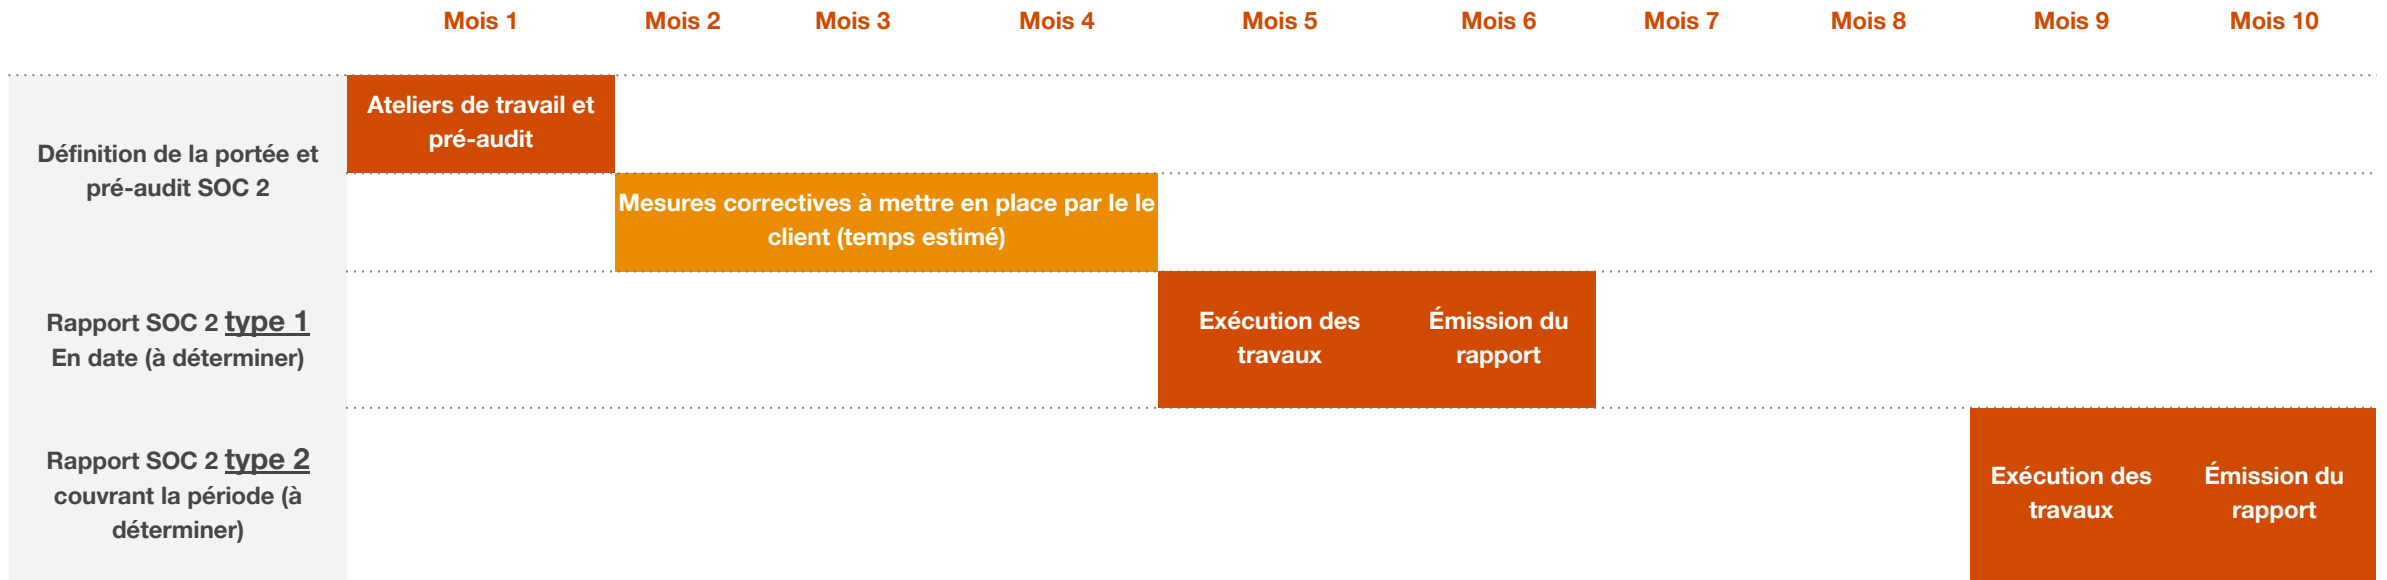 Mois 1 Mois 2 Mois 3 Mois 4 Mois 5 Mois 6 Mois 7 Mois 8 Mois 9 Mois 10
Ateliers de travail et
pré-audit
Définition de la portée et
pré-audit SOC 2
Mesures correctives à mettre en place par le le
client (temps estimé)
Rapport SOC 2 type 1
En date (à déterminer)
Exécution des
travaux
Émission du
rapport
Rapport SOC 2 type 2
couvrant la période (à
déterminer)
Exécution des
travaux
Émission du
rapport